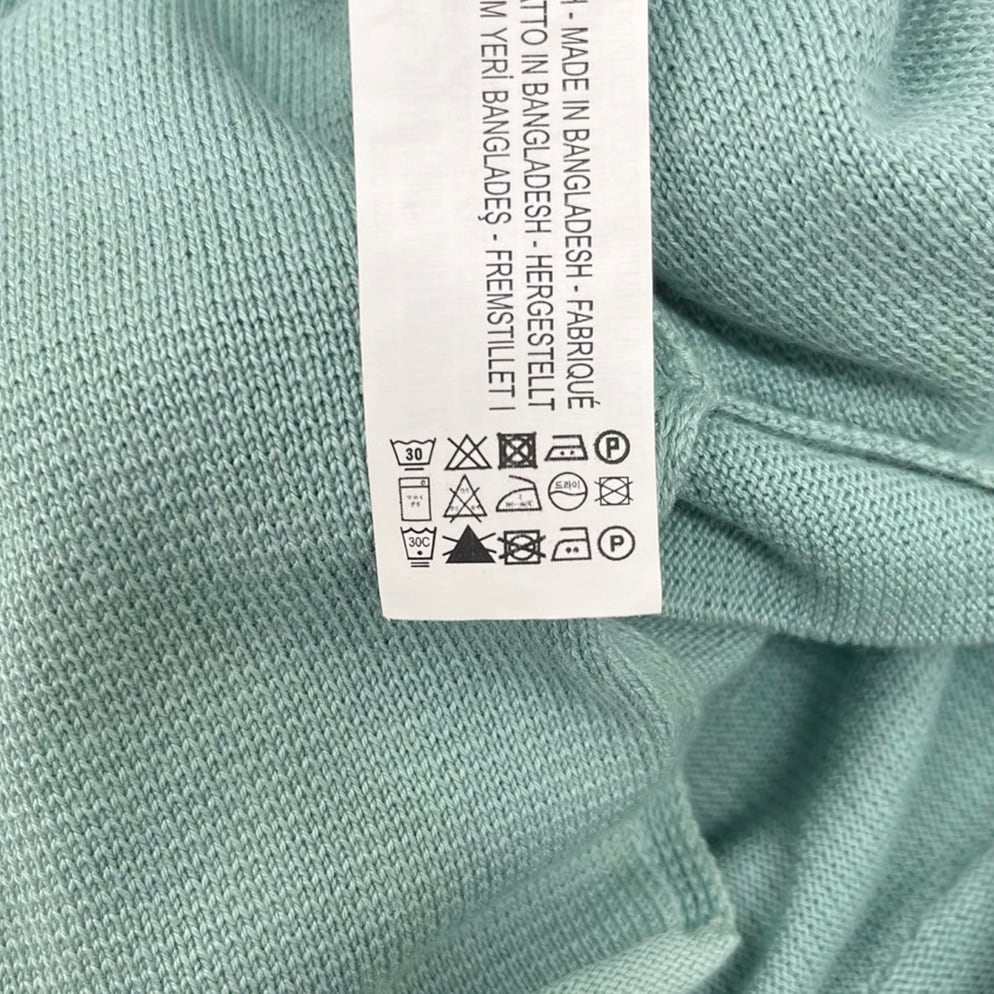 H - MADE IN BANGLADESH - FABRIQUÉ
ATTO IN BANGLADESH - HERGESTELLT
M YERİ BANGLADEŞ - FREMSTILLET I
30 P
드라이
30C P